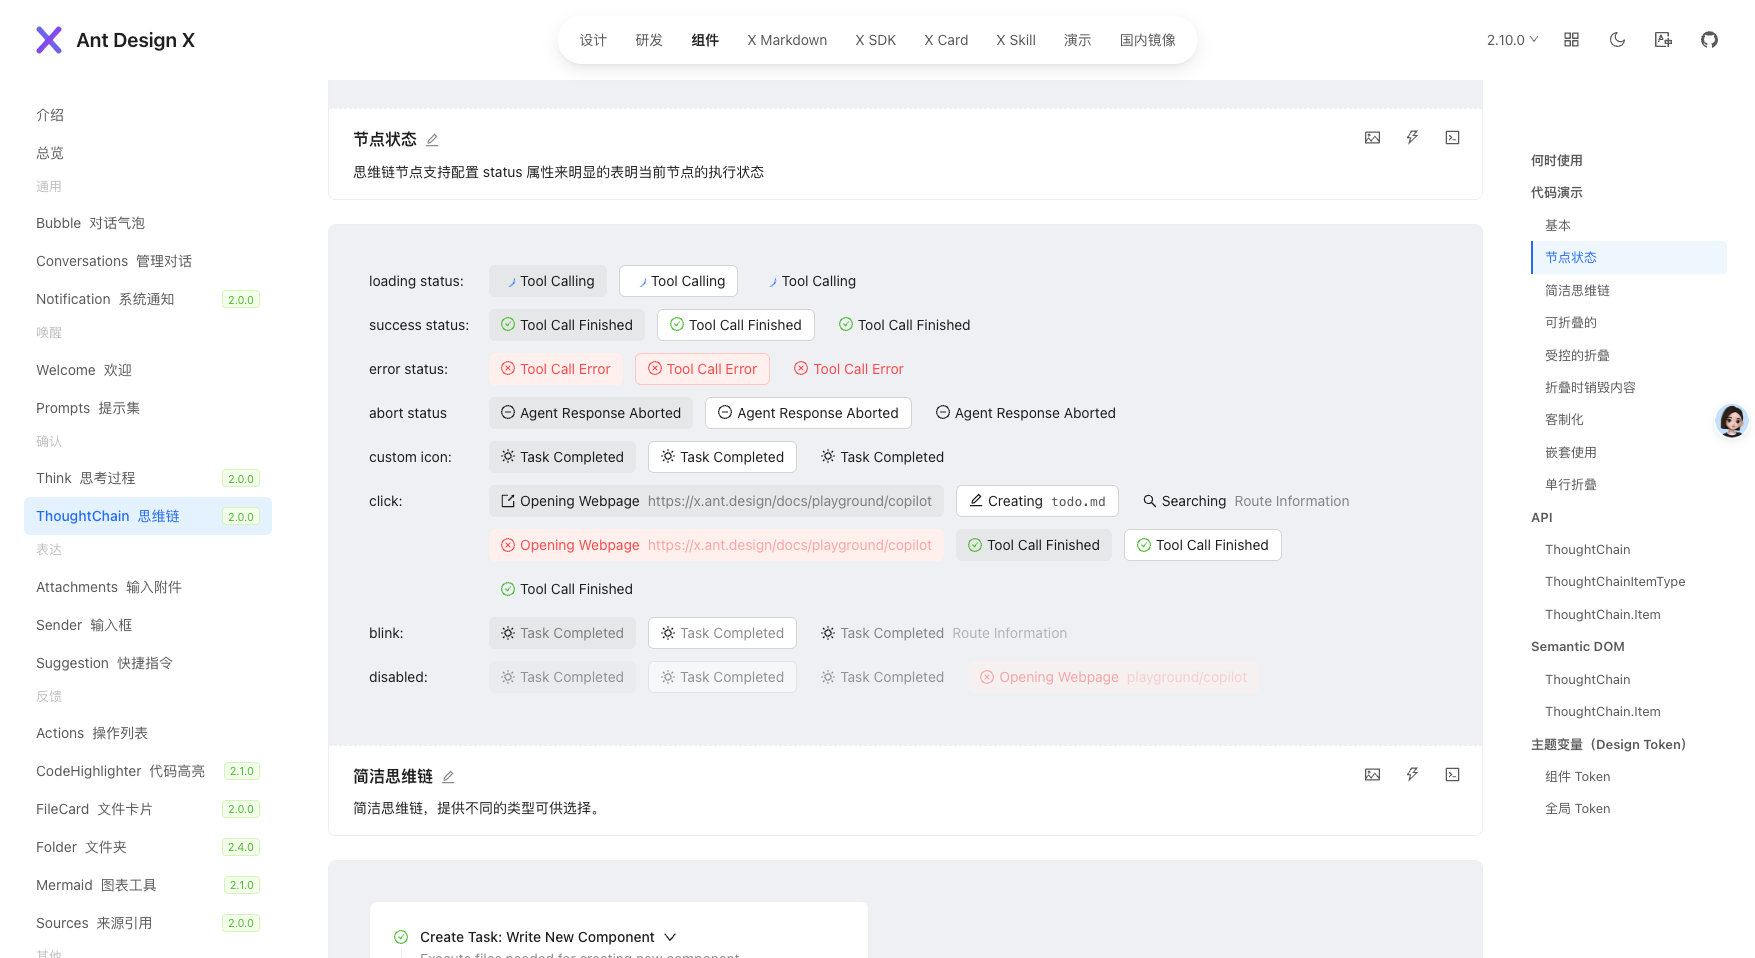 Ant Design X
设计 研发 组件 X Markdown X SDK X Card X Skill 演示 国内镜像
2.10.0
介绍
总览
通用
Bubble 对话气泡
Conversations 管理对话
Notification 系统通知 2.0.0
唤醒
Welcome 欢迎
Prompts 提示集
确认
Think 思考过程 2.0.0
ThoughtChain 思维链 2.0.0
表达
Attachments 输入附件
Sender 输入框
Suggestion 快捷指令
反馈
Actions 操作列表
CodeHighlighter 代码高亮 2.1.0
FileCard 文件卡片 2.0.0
Folder 文件夹 2.4.0
Mermaid 图表工具 2.1.0
Sources 来源引用 2.0.0
其他
节点状态
思维链节点支持配置 status 属性来明显的表明当前节点的执行状态
loading status: Tool Calling Tool Calling Tool Calling
success status: Tool Call Finished Tool Call Finished Tool Call Finished
error status: Tool Call Error Tool Call Error Tool Call Error
abort status Agent Response Aborted Agent Response Aborted Agent Response Aborted
custom icon: Task Completed Task Completed Task Completed
click: Opening Webpage https://x.ant.design/docs/playground/copilot Creating todo.md Searching Route Information
Opening Webpage https://x.ant.design/docs/playground/copilot Tool Call Finished Tool Call Finished
Tool Call Finished
blink: Task Completed Task Completed Task Completed Route Information
disabled: Task Completed Task Completed Task Completed Opening Webpage playground/copilot
简洁思维链
简洁思维链，提供不同的类型可供选择。
Create Task: Write New Component
Execute files needed for creating new component
何时使用
代码演示
基本
节点状态
简洁思维链
可折叠的
受控的折叠
折叠时销毁内容
客制化
嵌套使用
单行折叠
API
ThoughtChain
ThoughtChainItemType
ThoughtChain.Item
Semantic DOM
ThoughtChain
ThoughtChain.Item
主题变量（Design Token）
组件 Token
全局 Token